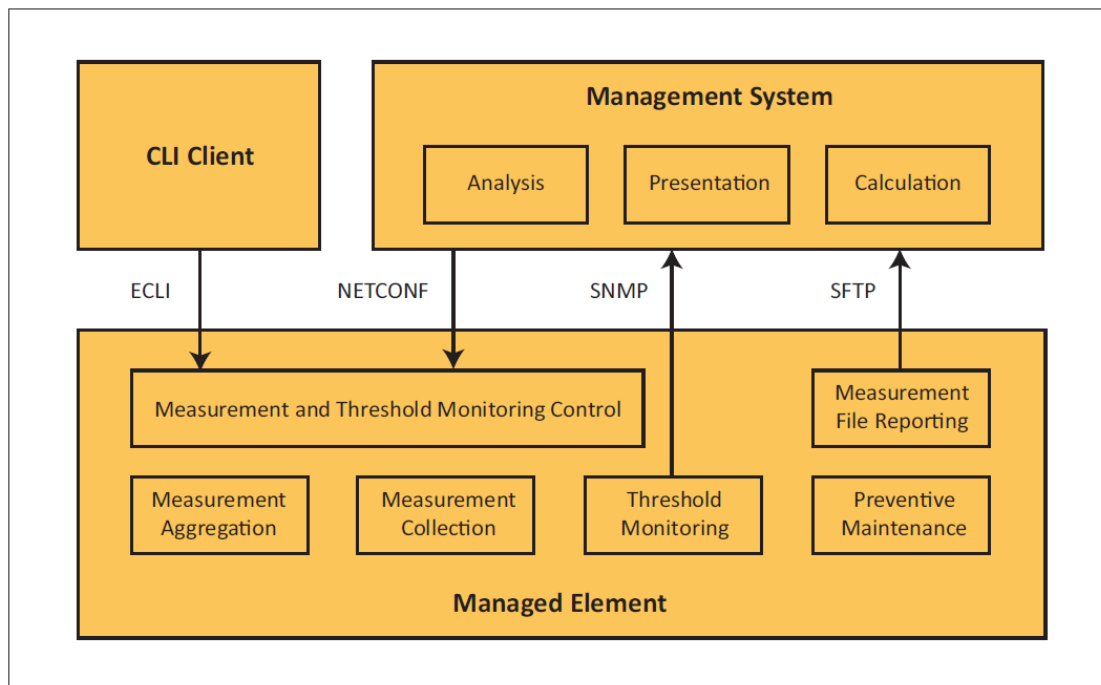 CLI Client
Management System
Analysis
Presentation
Calculation
ECLI
NETCONF
SNMP
SFTP
Measurement and Threshold Monitoring Control
Measurement
File Reporting
Measurement
Aggregation
Measurement
Collection
Threshold
Monitoring
Preventive
Maintenance
Managed Element